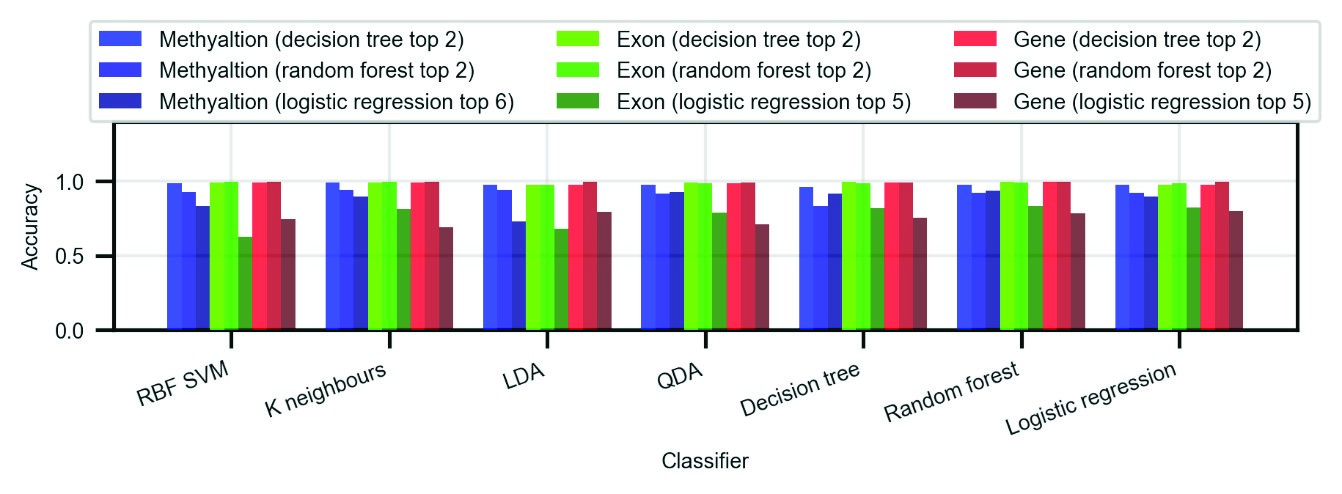 Methyaltion (decision tree top 2)
Methyaltion (random forest top 2)
Methyaltion (logistic regression top 6)
Exon (decision tree top 2)
Exon (random forest top 2)
Exon (logistic regression top 5)
Gene (decision tree top 2)
Gene (random forest top 2)
Gene (logistic regression top 5)
Accuracy
1.0
0.5
0.0
RBF SVM
K neighbours
LDA
QDA
Decision tree
Random forest
Logistic regression
Classifier